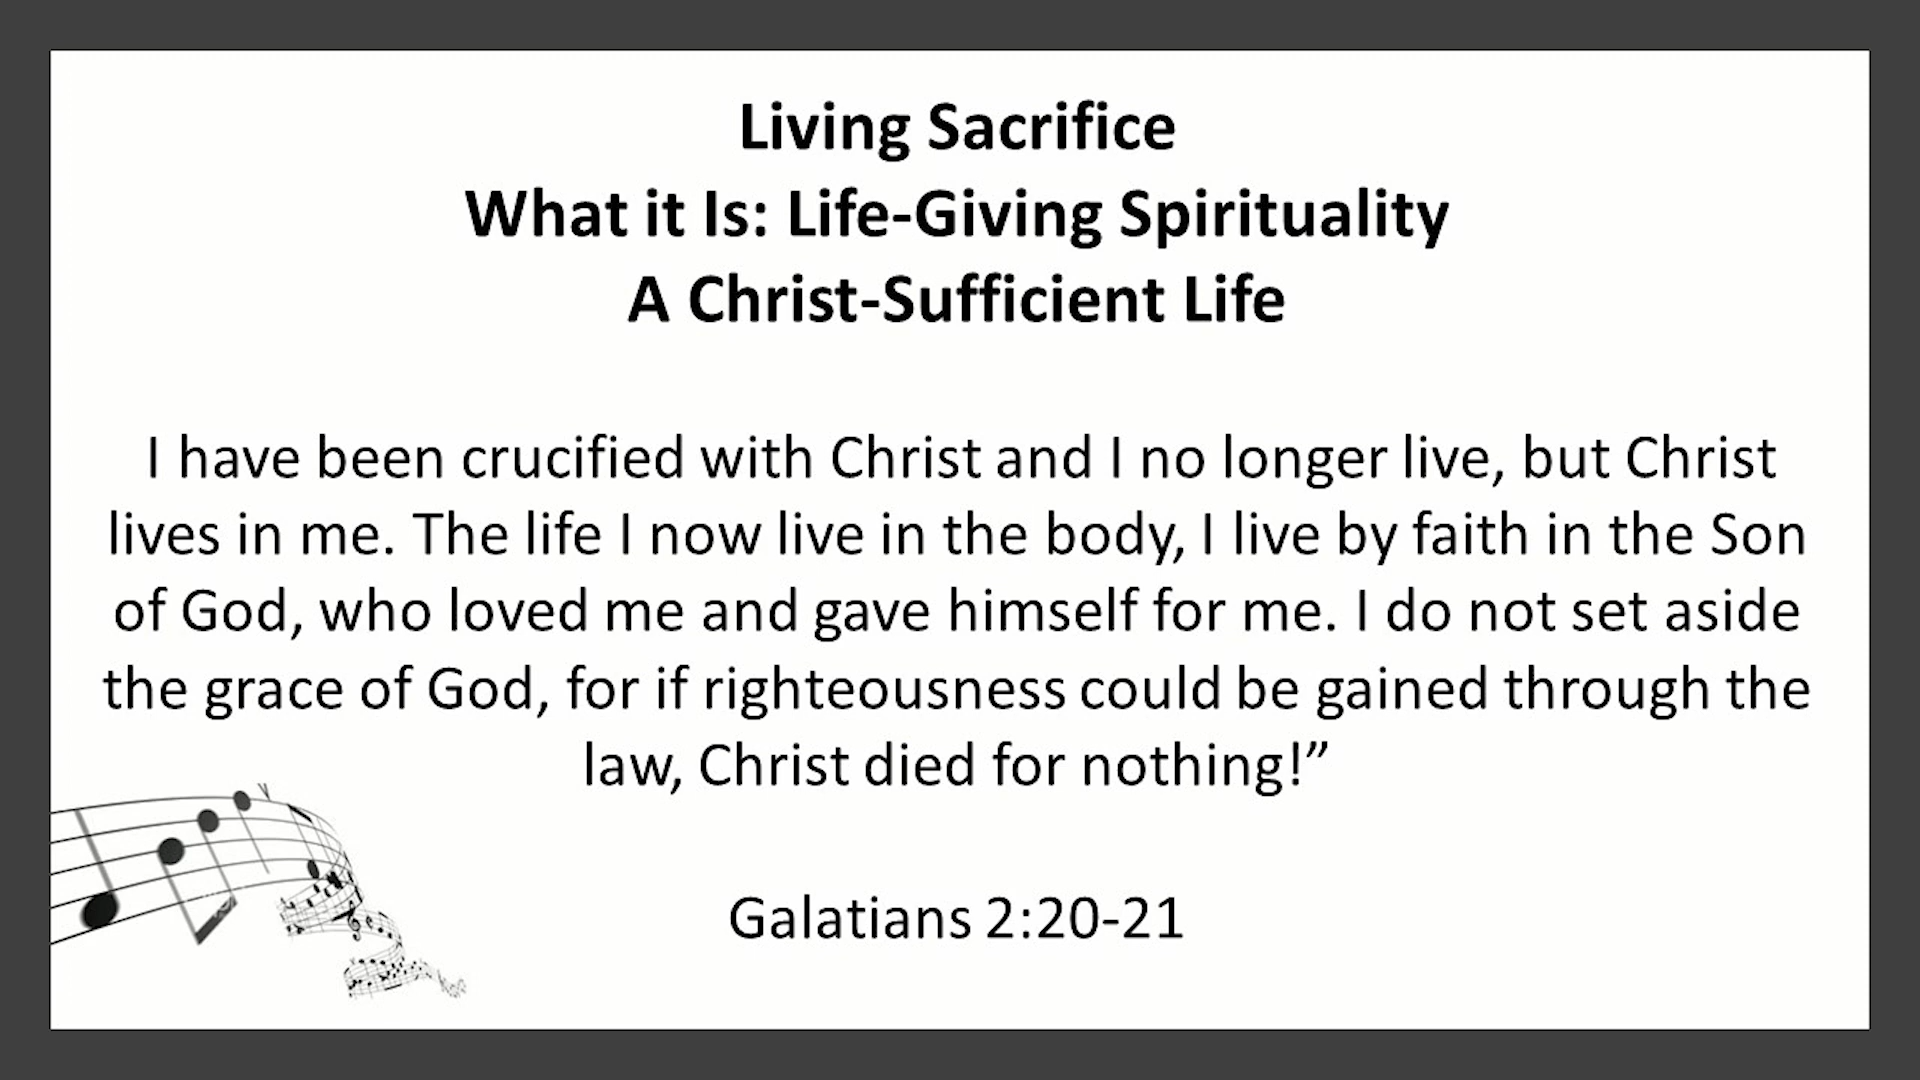 Living Sacrifice
What it Is: Life-Giving Spirituality
A Christ-Sufficient Life
I have been crucified with Christ and I no longer live, but Christ
lives in me. The life I now live in the body, I live by faith in the Son
of God, who loved me and gave himself for me. I do not set aside
the grace of God, for if righteousness could be gained through the
law, Christ died for nothing!”
Galatians 2:20-21